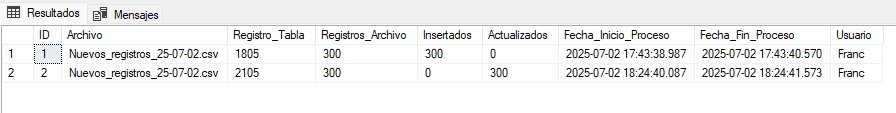 Resultados Mensajes
ID Archivo Registro_Tabla Registros_Archivo Insertados Actualizados Fecha_Inicio_Proceso Fecha_Fin_Proceso Usuario
1 1 Nuevos_registros_25-07-02.csv 1805 300 300 0 2025-07-02 17:43:38.987 2025-07-02 17:43:40.570 Franc
2 2 Nuevos_registros_25-07-02.csv 2105 300 0 300 2025-07-02 18:24:40.087 2025-07-02 18:24:41.573 Franc